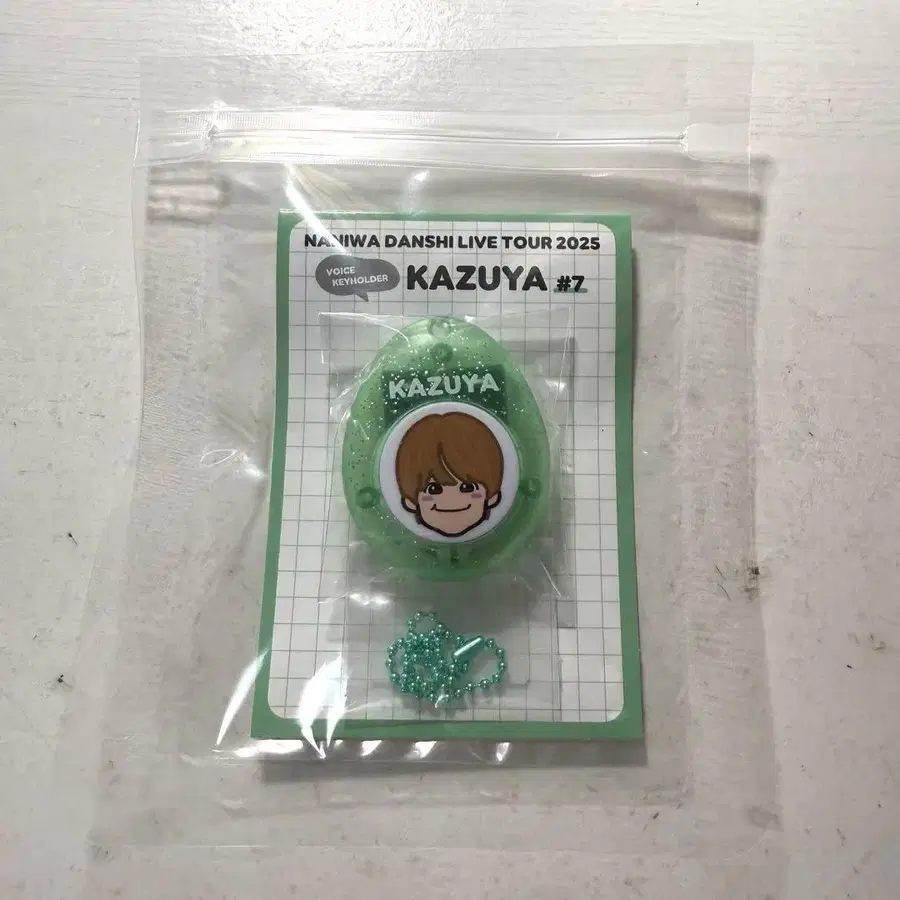 NANIWA DANSHI LIVE TOUR 2025
VOICE
KEYHOLDER
KAZUYA #7
KAZUYA